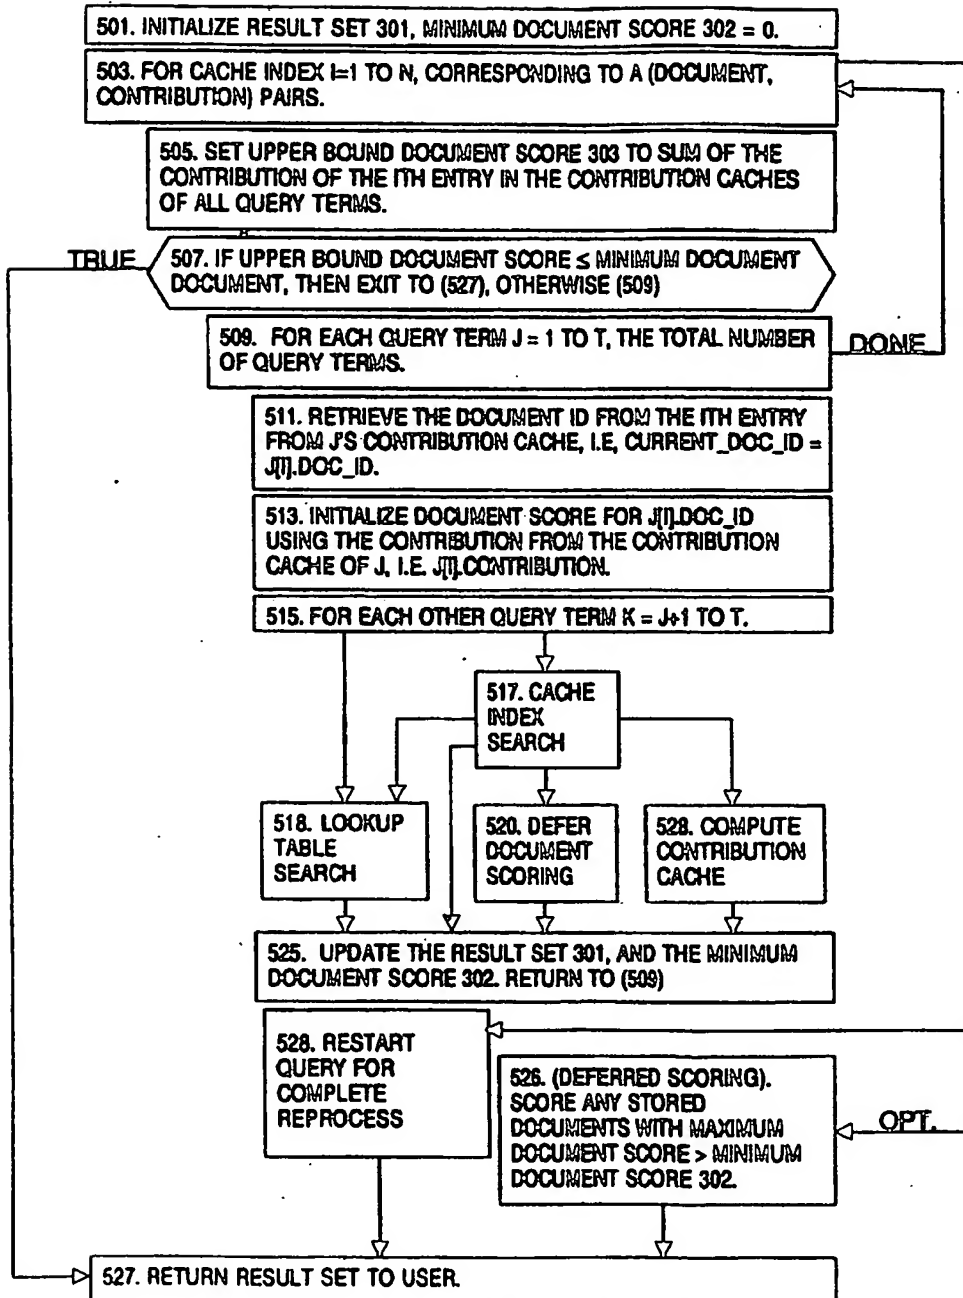 501. INITIALIZE RESULT SET 301, MINIMUM DOCUMENT SCORE 302 = 0.
503. FOR CACHE INDEX I=1 TO N, CORRESPONDING TO A (DOCUMENT,
CONTRIBUTION) PAIRS.
505. SET UPPER BOUND DOCUMENT SCORE 303 TO SUM OF THE
CONTRIBUTION OF THE ITH ENTRY IN THE CONTRIBUTION CACHES
OF ALL QUERY TERMS.
TRUE
507. IF UPPER BOUND DOCUMENT SCORE ≤ MINIMUM DOCUMENT
DOCUMENT, THEN EXIT TO (527), OTHERWISE (509)
509. FOR EACH QUERY TERM J = 1 TO T, THE TOTAL NUMBER
OF QUERY TERMS.
DONE
511. RETRIEVE THE DOCUMENT ID FROM THE ITH ENTRY
FROM J'S CONTRIBUTION CACHE, I.E, CURRENT_DOC_ID =
J[I].DOC_ID.
513. INITIALIZE DOCUMENT SCORE FOR J[I].DOC_ID
USING THE CONTRIBUTION FROM THE CONTRIBUTION
CACHE OF J, I.E. J[I].CONTRIBUTION.
515. FOR EACH OTHER QUERY TERM K = J+1 TO T.
517. CACHE
INDEX
SEARCH
518. LOOKUP
TABLE
SEARCH
520. DEFER
DOCUMENT
SCORING
528. COMPUTE
CONTRIBUTION
CACHE
525. UPDATE THE RESULT SET 301, AND THE MINIMUM
DOCUMENT SCORE 302. RETURN TO (509)
528. RESTART
QUERY FOR
COMPLETE
REPROCESS
526. (DEFERRED SCORING).
SCORE ANY STORED
DOCUMENTS WITH MAXIMUM
DOCUMENT SCORE > MINIMUM
DOCUMENT SCORE 302.
OPT.
527. RETURN RESULT SET TO USER.